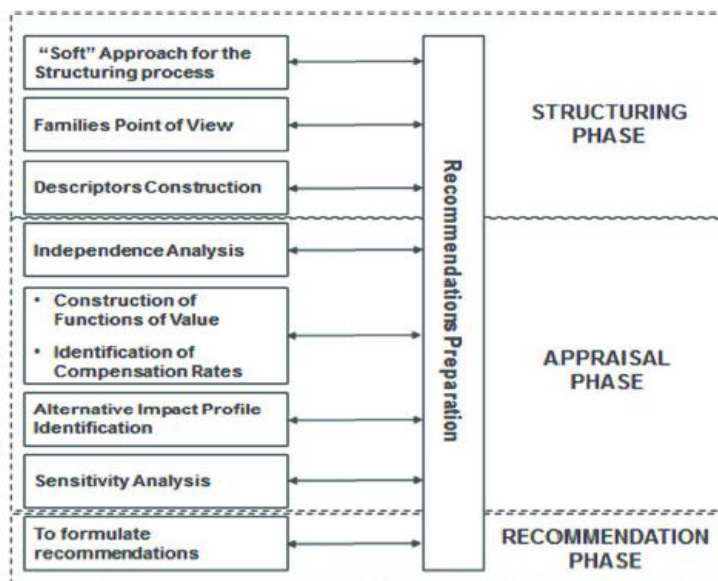 “Soft” Approach for the
Structuring process
Families Point of View
Descriptors Construction
Independence Analysis
• Construction of
Functions of Value
• Identification of
Compensation Rates
Alternative Impact Profile
Identification
Sensitivity Analysis
To formulate
recommendations
Recommendations Preparation
STRUCTURING
PHASE
APPRAISAL
PHASE
RECOMMENDATION
PHASE